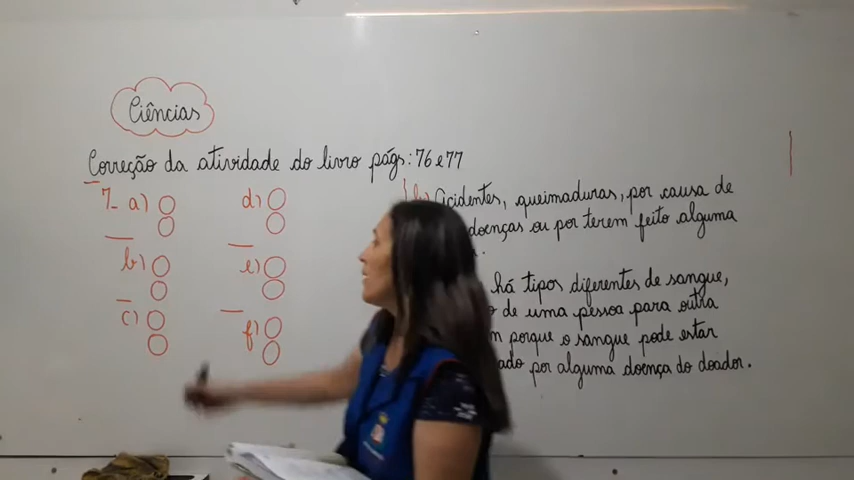 Ciências
Correção da atividade do livro págs: 76 e 77
7- a) d)
b) e)
c) f)
b) Acidentes, queimaduras, por causa de
doenças ou por terem feito alguma
há tipos diferentes de sangue,
de uma pessoa para outra
porque o sangue pode estar
por alguma doença do doador.